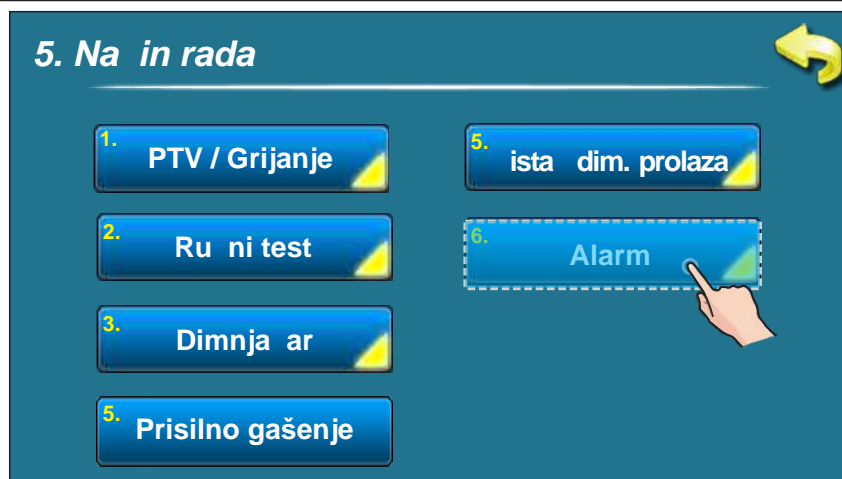 5. Na in rada
1.
PTV / Grijanje
2.
Ru ni test
3.
Dimnja ar
5.
Prisilno gašenje
5.
ista dim. prolaza
6.
Alarm